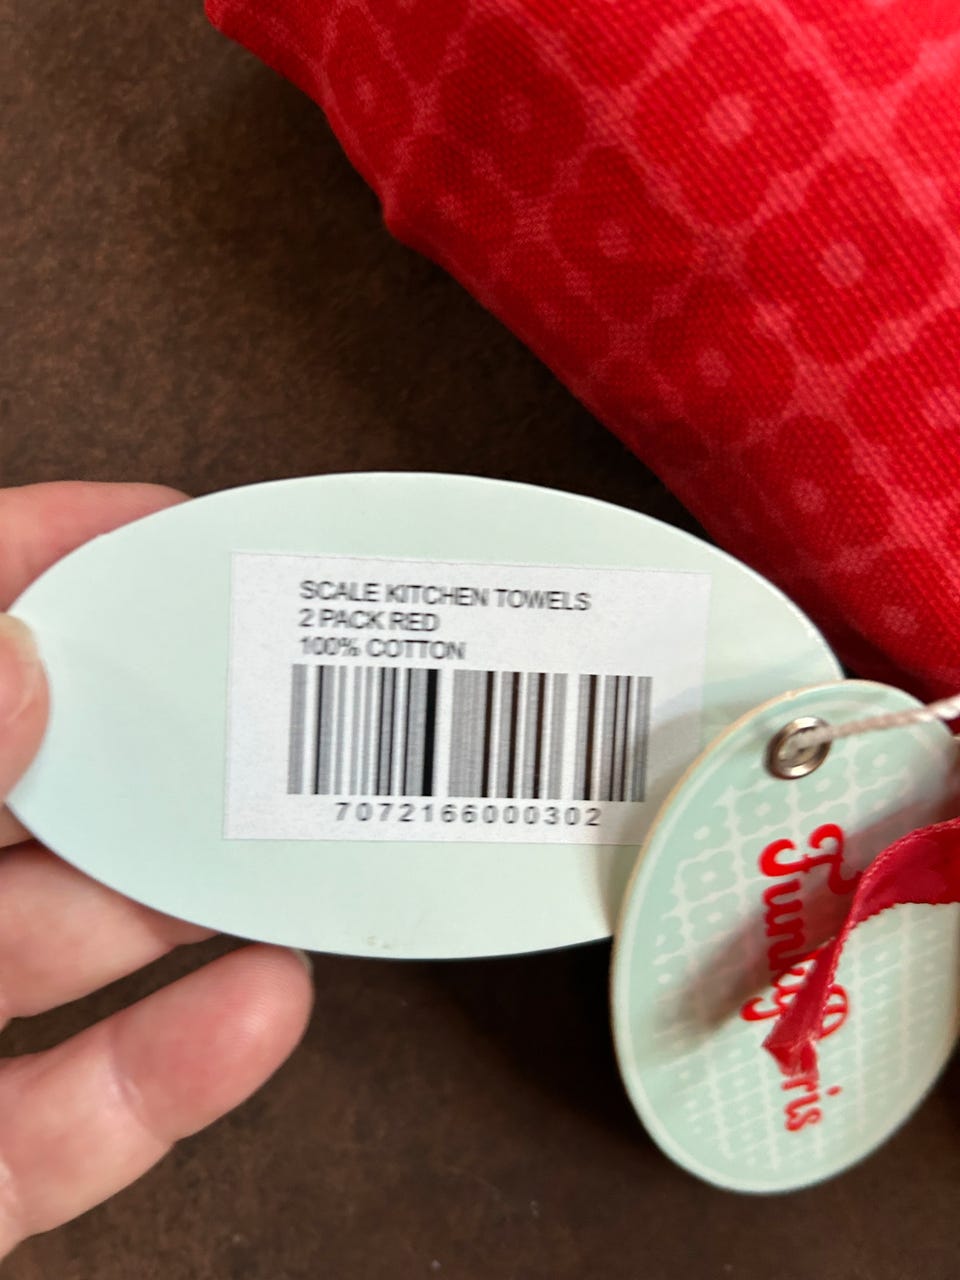 SCALE KITCHEN TOWELS
2 PACK RED
100% COTTON
7072166000302